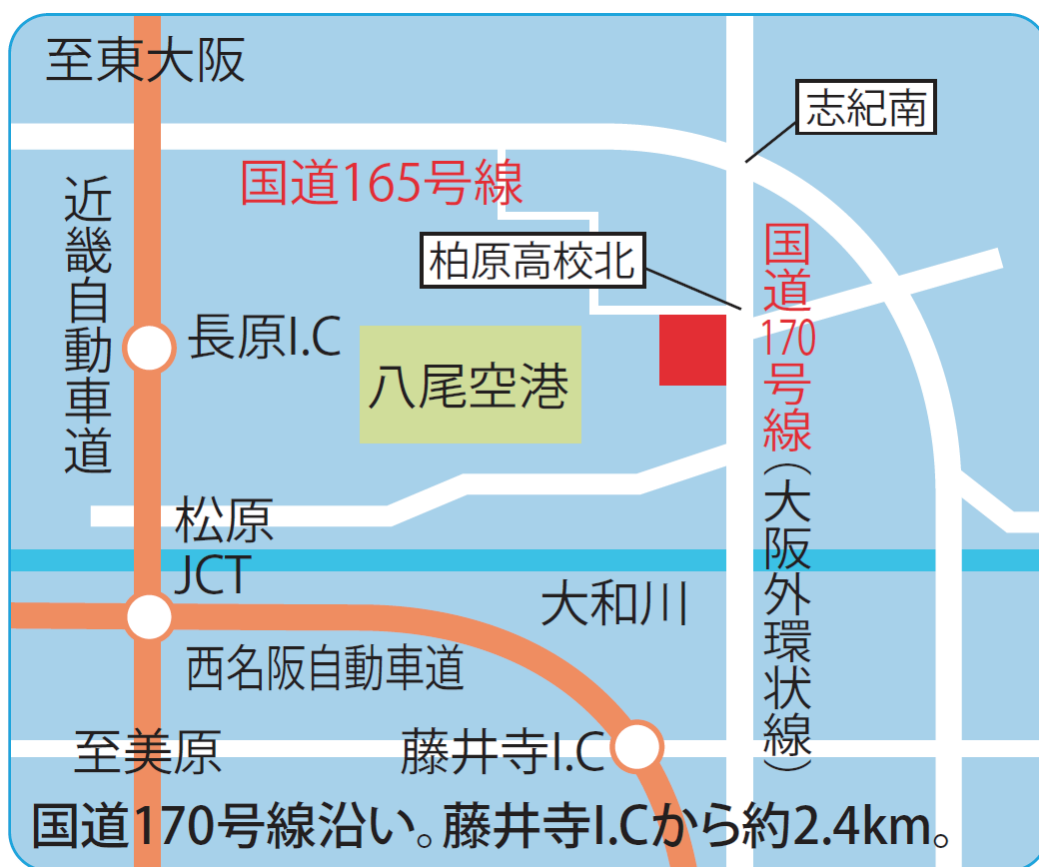 至東大阪
志紀南
国道165号線
近畿自動車道
柏原高校北
国道170号線(大阪外環状線)
長原I.C
八尾空港
松原
JCT
大和川
西名阪自動車道
至美原
藤井寺I.C
国道170号線沿い。藤井寺I.Cから約2.4km。